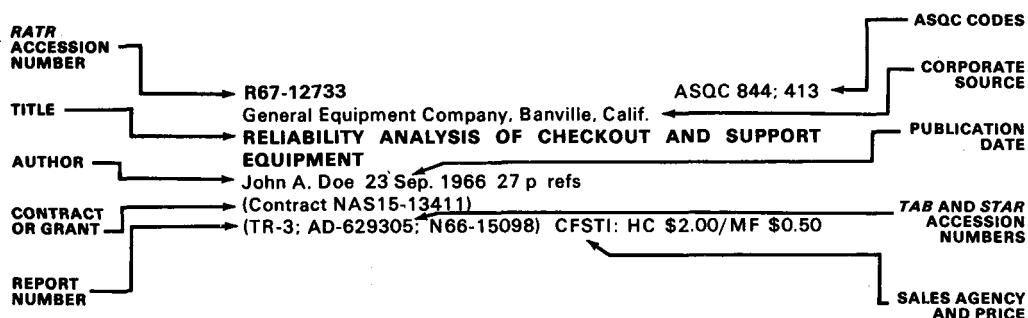 RATR
ACCESSION
NUMBER
TITLE
AUTHOR
CONTRACT
OR GRANT
REPORT
NUMBER
R67-12733 ASQC 844; 413
General Equipment Company, Banville, Calif.
RELIABILITY ANALYSIS OF CHECKOUT AND SUPPORT
EQUIPMENT
John A. Doe 23 Sep. 1966 27 p refs
(Contract NAS15-13411)
(TR-3; AD-629305; N66-15098) CFSTI: HC $2.00/MF $0.50
ASQC CODES
CORPORATE
SOURCE
PUBLICATION
DATE
TAB AND STAR
ACCESSION
NUMBERS
SALES AGENCY
AND PRICE